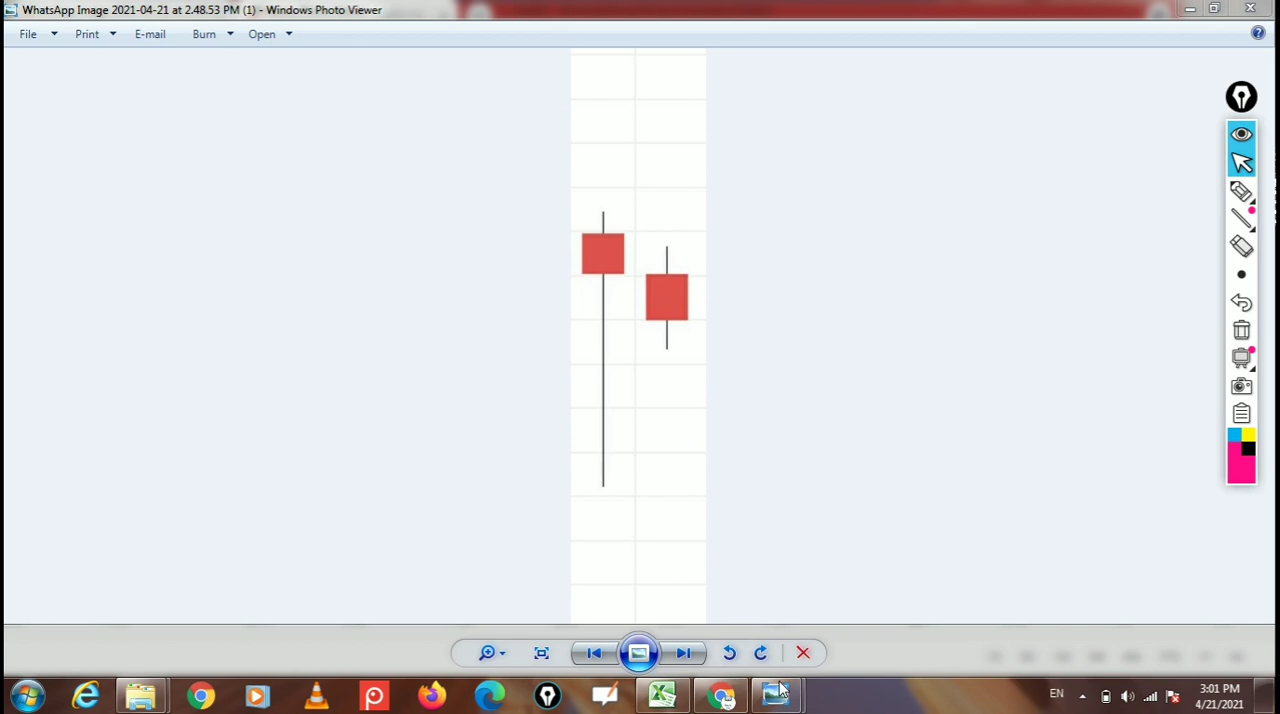 WhatsApp Image 2021-04-21 at 2.48.53 PM (1) - Windows Photo Viewer
File Print E-mail Burn Open
EN 3:01 PM
4/21/2021